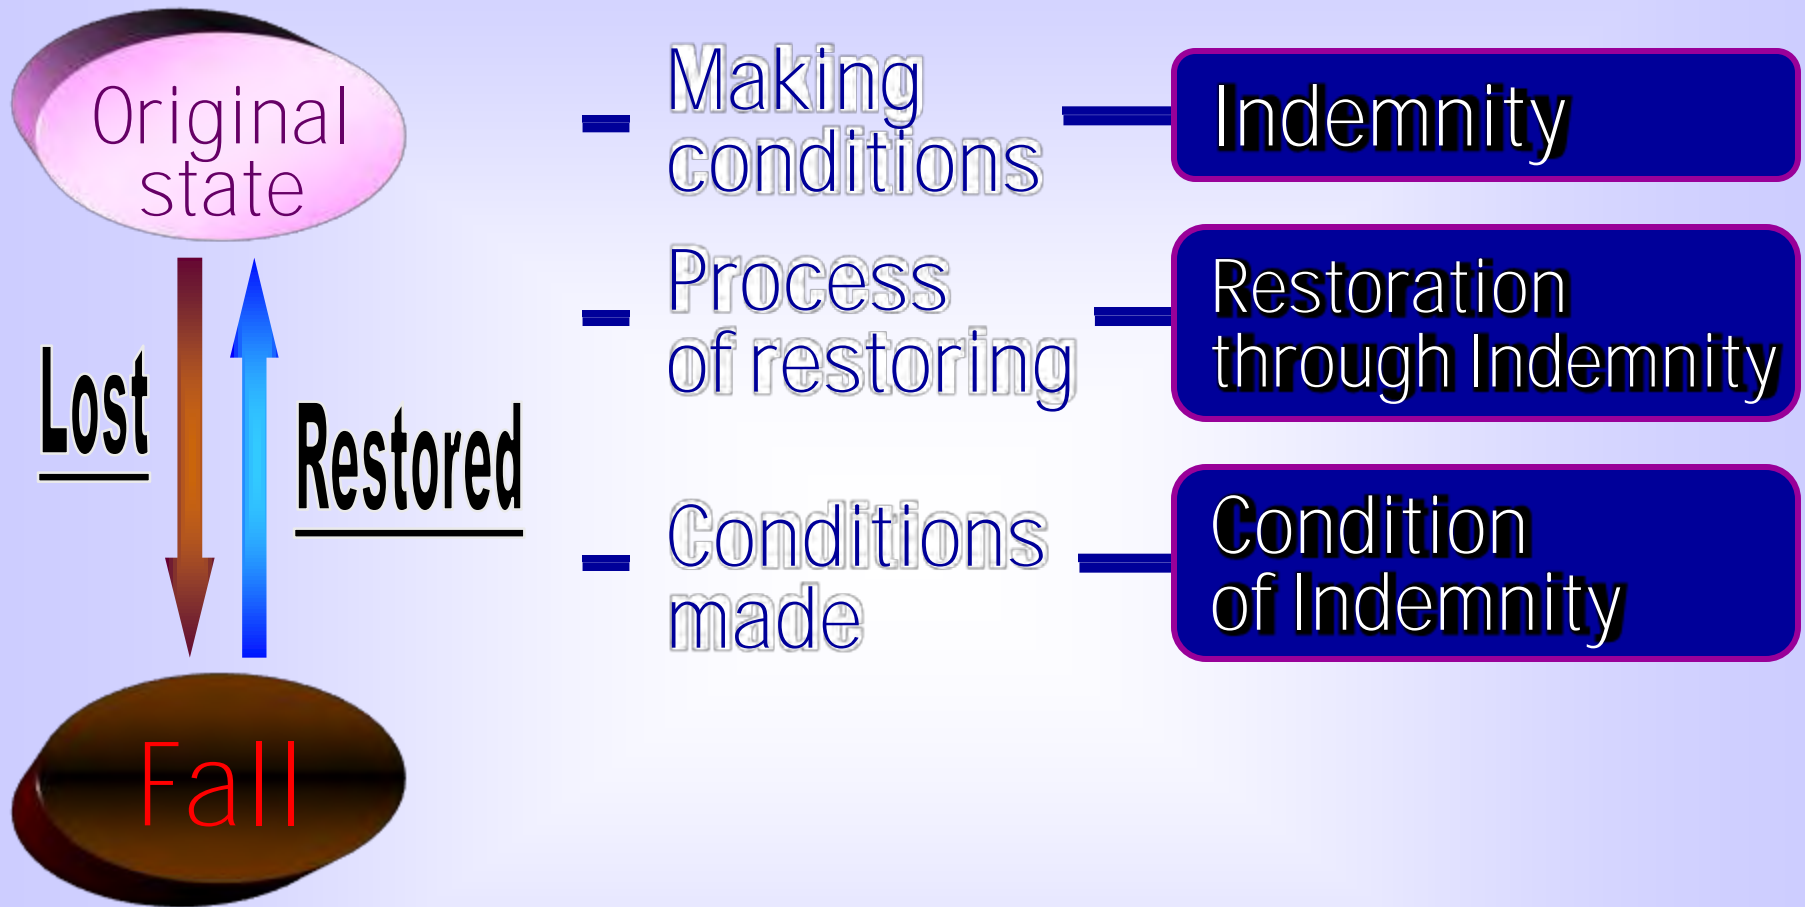 Original
state
Lost
Restored
Fall
Making
conditions
Indemnity
Process
of restoring
Restoration
through Indemnity
Conditions
made
Condition
of Indemnity